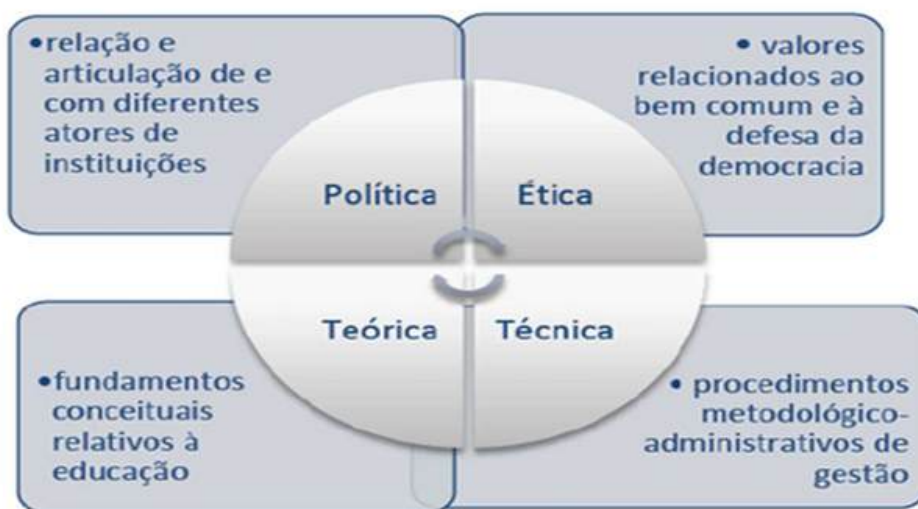 •relação e
articulação de e
com diferentes
atores de
instituições
• valores
relacionados ao
bem comum e à
defesa da
democracia
Política
Ética
Teórica
Técnica
•fundamentos
conceituais
relativos à
educação
• procedimentos
metodológico-
administrativos de
gestão